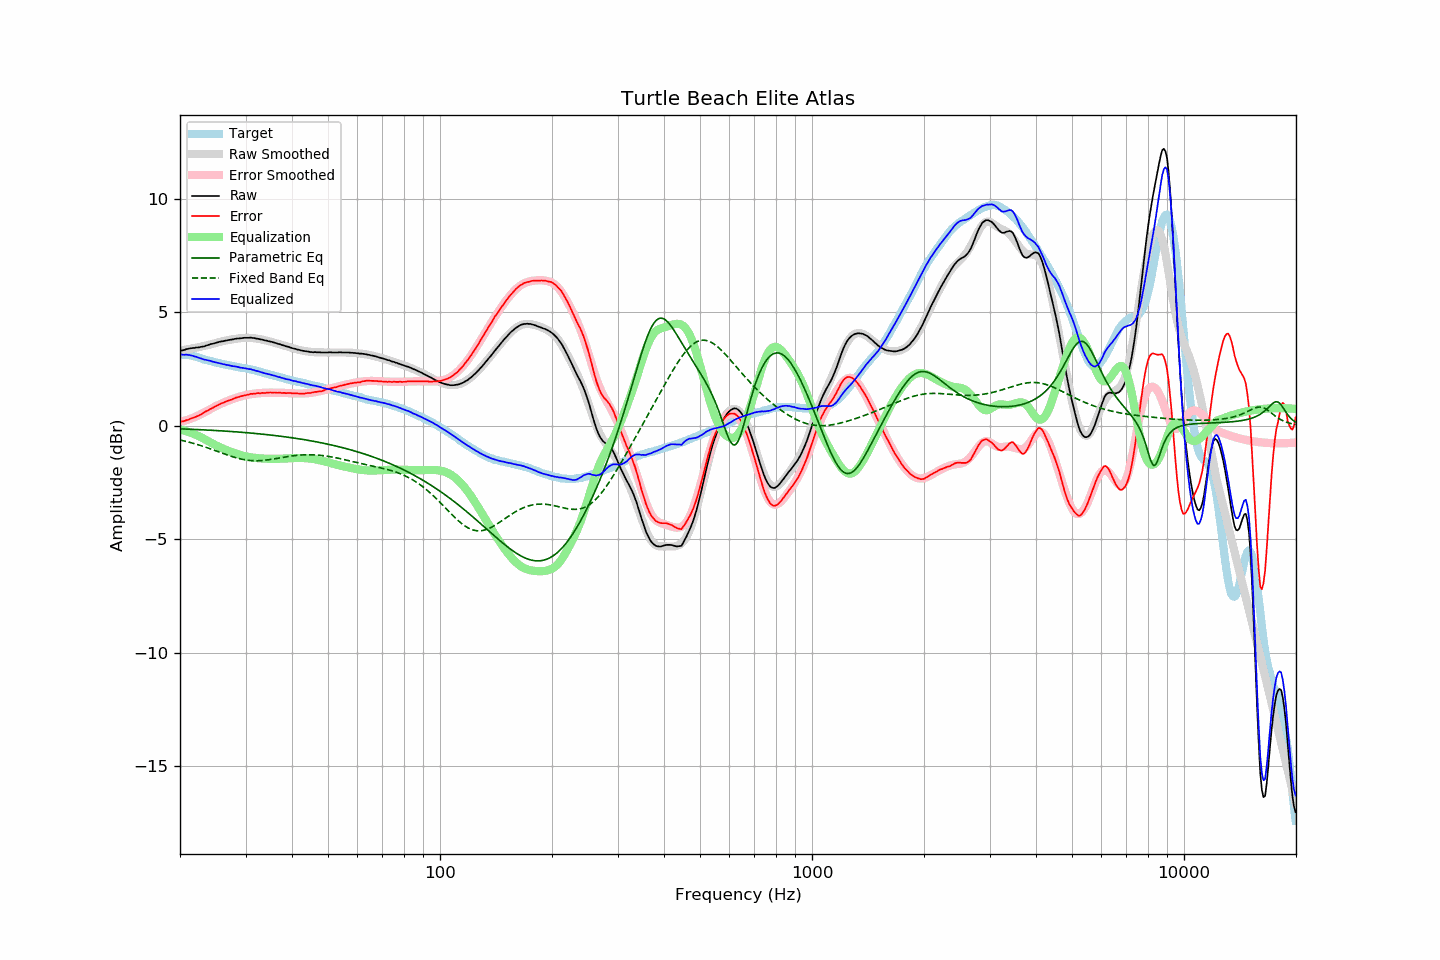 Turtle Beach Elite Atlas
Target
Raw Smoothed
Error Smoothed
Raw
Error
Equalization
Parametric Eq
Fixed Band Eq
Equalized
10
5
0
−5
−10
−15
Amplitude (dBr)
100
1000
10000
Frequency (Hz)